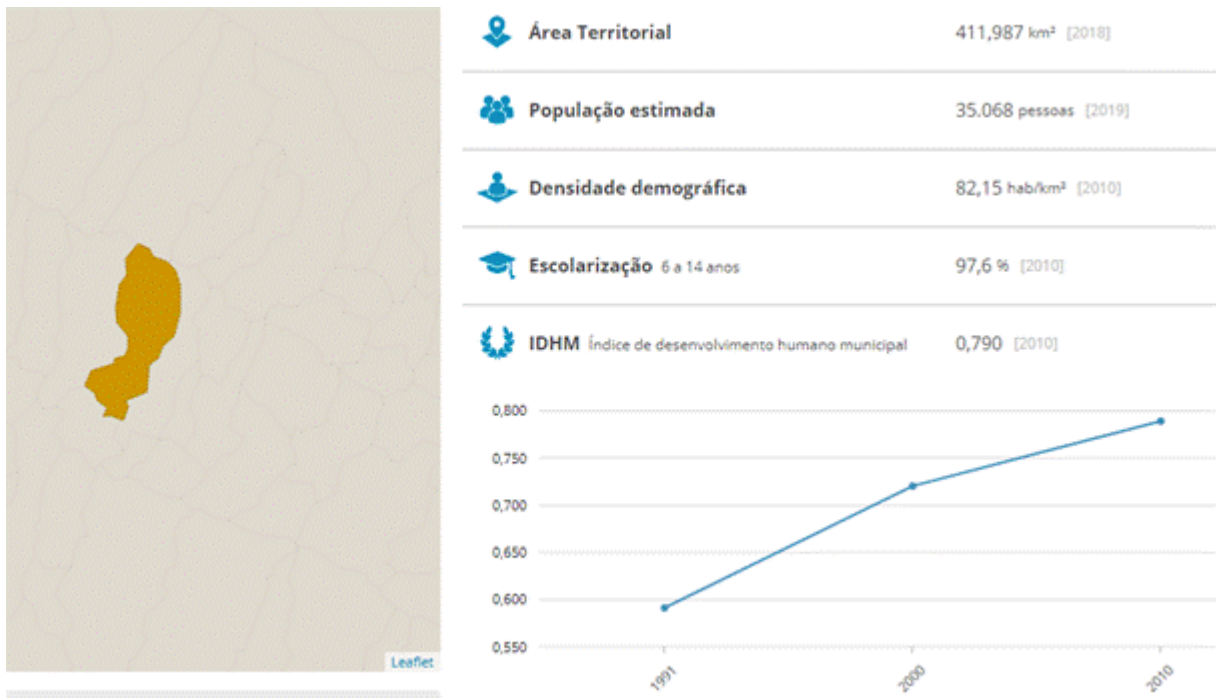 Leaflet
Área Territorial 411,987 km² [2018]
População estimada 35.068 pessoas [2019]
Densidade demográfica 82,15 hab/km² [2010]
Escolarização 6 a 14 anos 97,6 % [2010]
IDHM Índice de desenvolvimento humano municipal 0,790 [2010]
0,800
0,750
0,700
0,650
0,600
0,550
1991 2000 2010